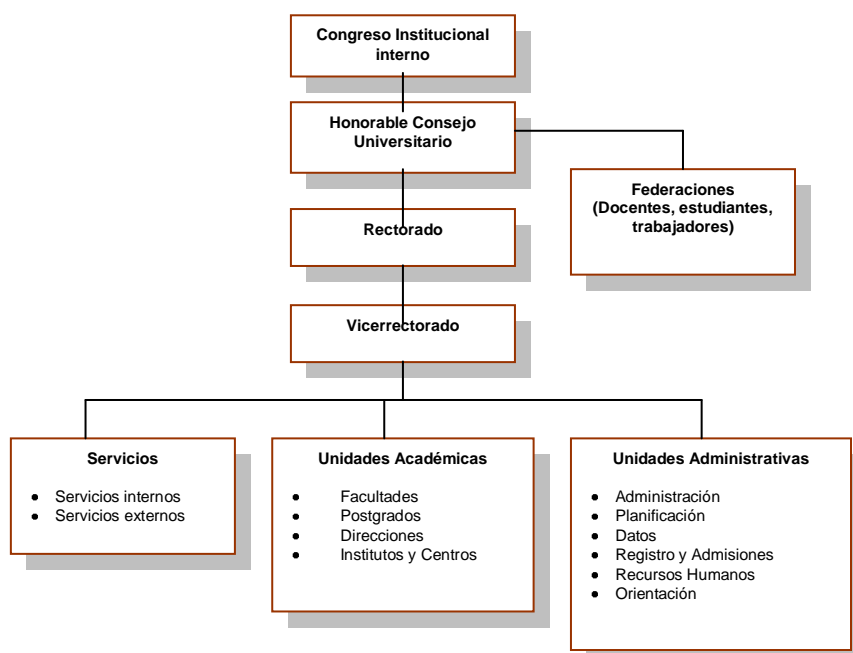 Congreso Institucional
interno
Honorable Consejo
Universitario
Federaciones
(Docentes, estudiantes,
trabajadores)
Rectorado
Vicerrectorado
Servicios
● Servicios internos
● Servicios externos
Unidades Académicas
● Facultades
● Postgrados
● Direcciones
● Institutos y Centros
Unidades Administrativas
● Administración
● Planificación
● Datos
● Registro y Admisiones
● Recursos Humanos
● Orientación